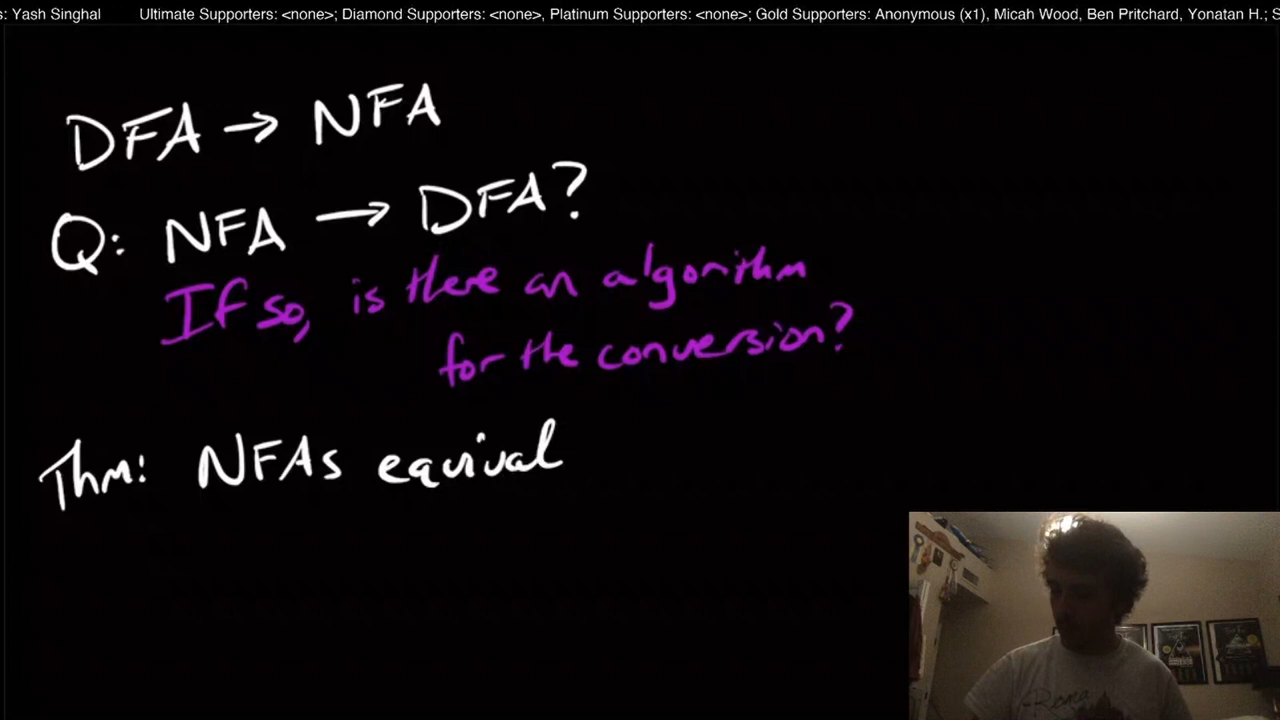 s: Yash Singhal Ultimate Supporters: <none>; Diamond Supporters: <none>, Platinum Supporters: <none>; Gold Supporters: Anonymous (x1), Micah Wood, Ben Pritchard, Yonatan H.; S
DFA → NFA
Q: NFA → DFA?
If so, is there an algorithm
for the conversion?
Thm: NFAs equival
Roma